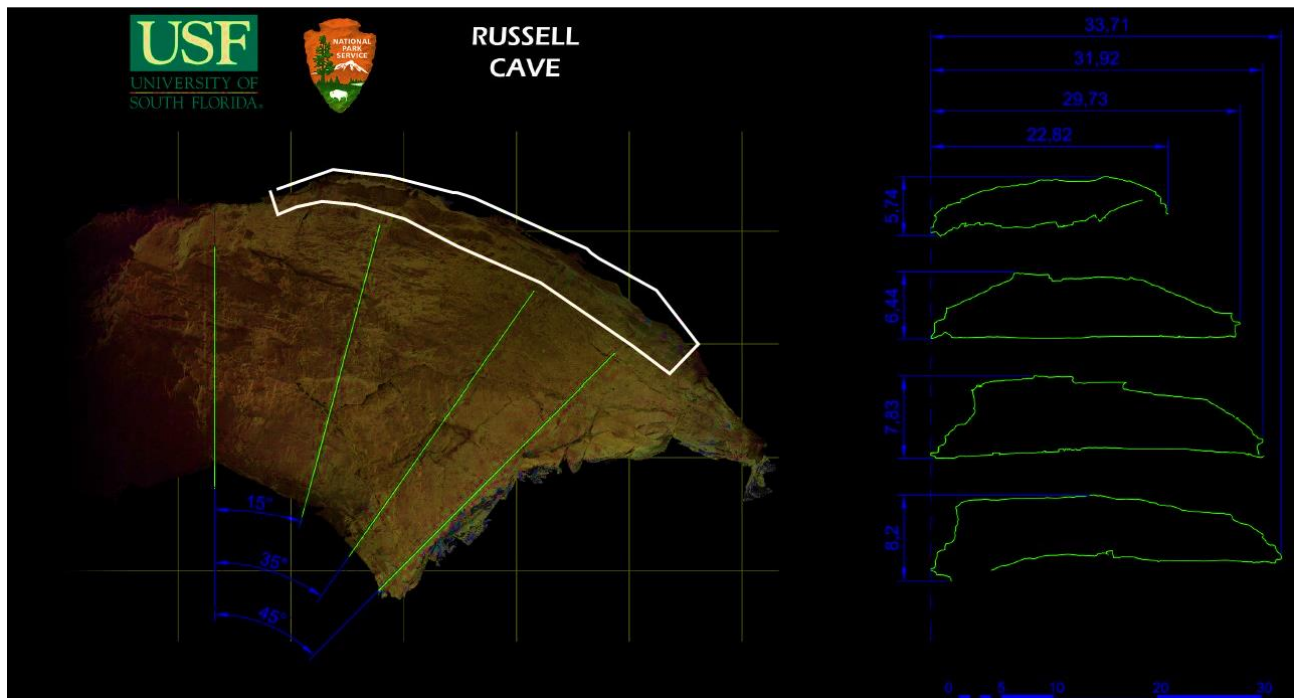 USF
UNIVERSITY OF
SOUTH FLORIDA®
NATIONAL
PARK
SERVICE
RUSSELL
CAVE
15°
35°
45°
33,71
31,92
29,73
22,82
5,74
6,44
7,83
8,2
0 5 10 20 30